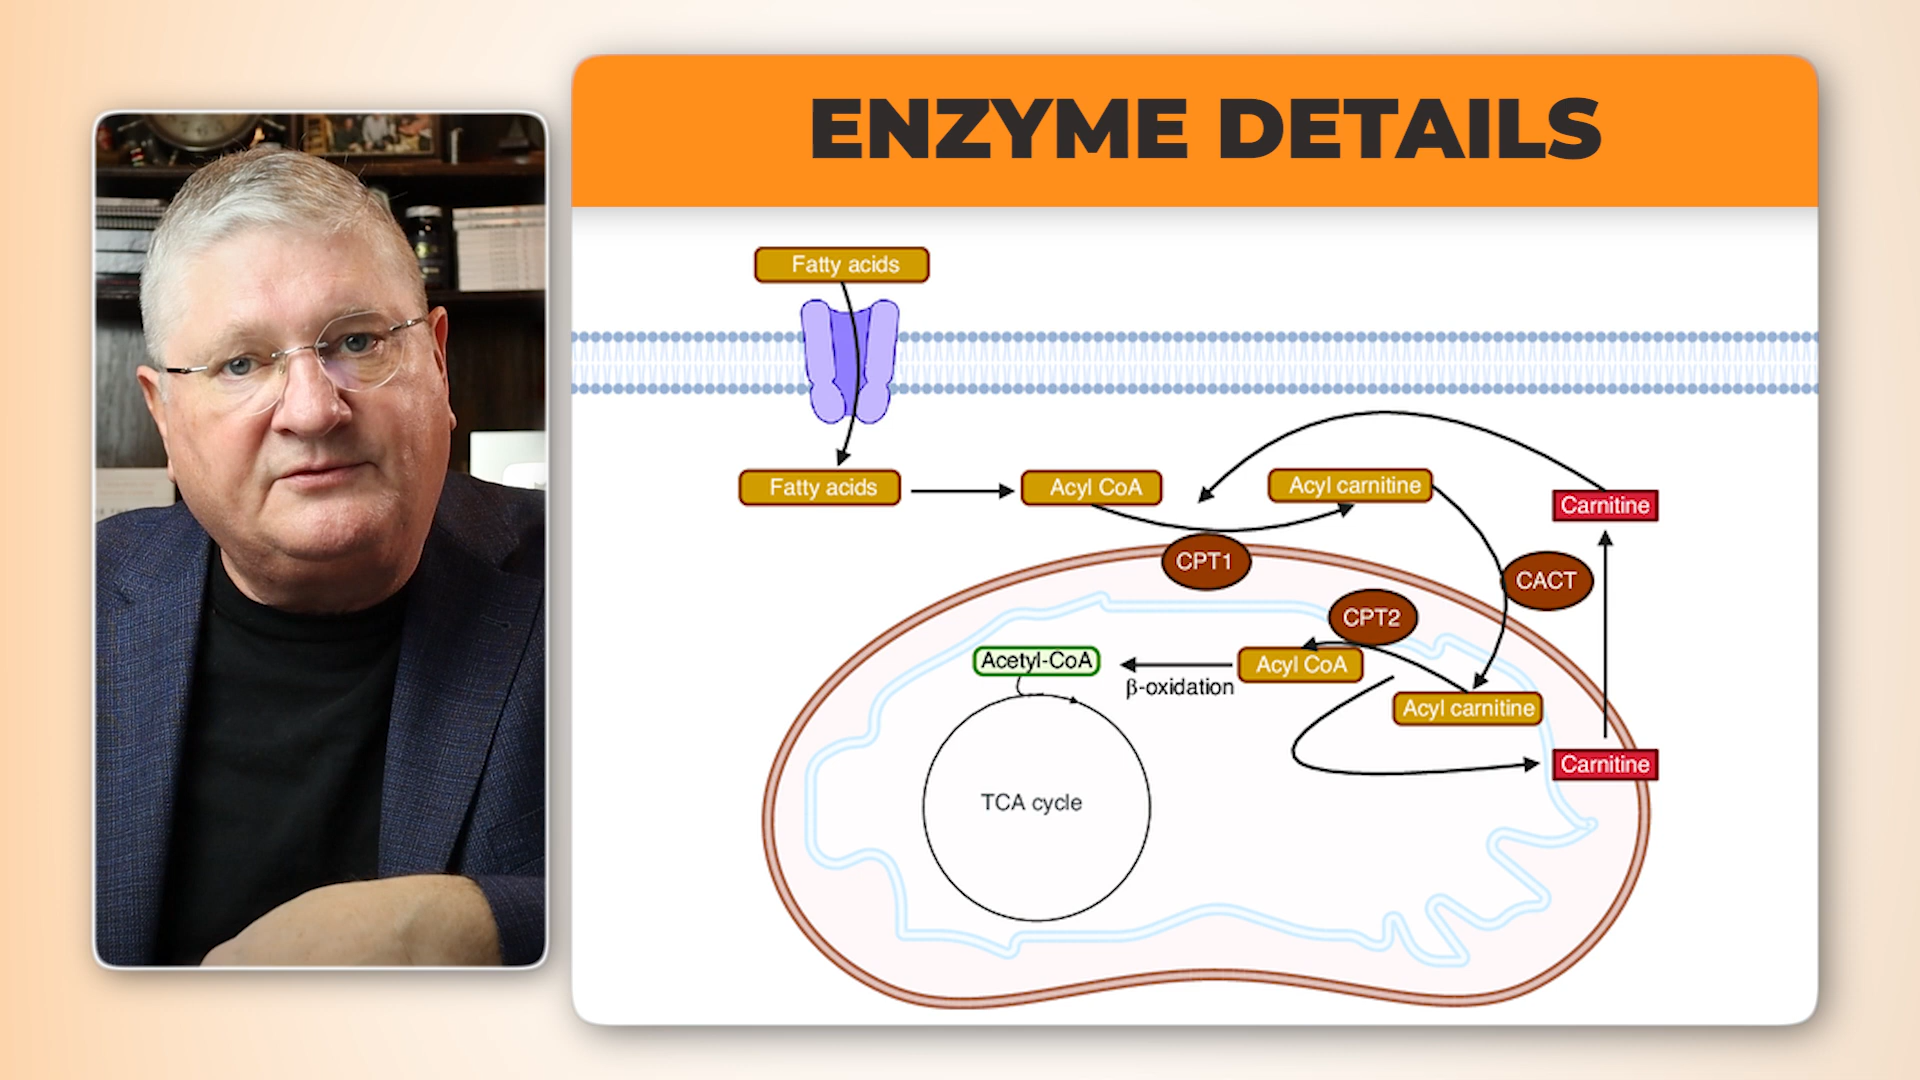 ENZYME DETAILS
Fatty acids
Fatty acids
Acyl CoA
Acyl carnitine
Carnitine
CPT1
CACT
CPT2
Acetyl-CoA
Acyl CoA
β-oxidation
Acyl carnitine
Carnitine
TCA cycle